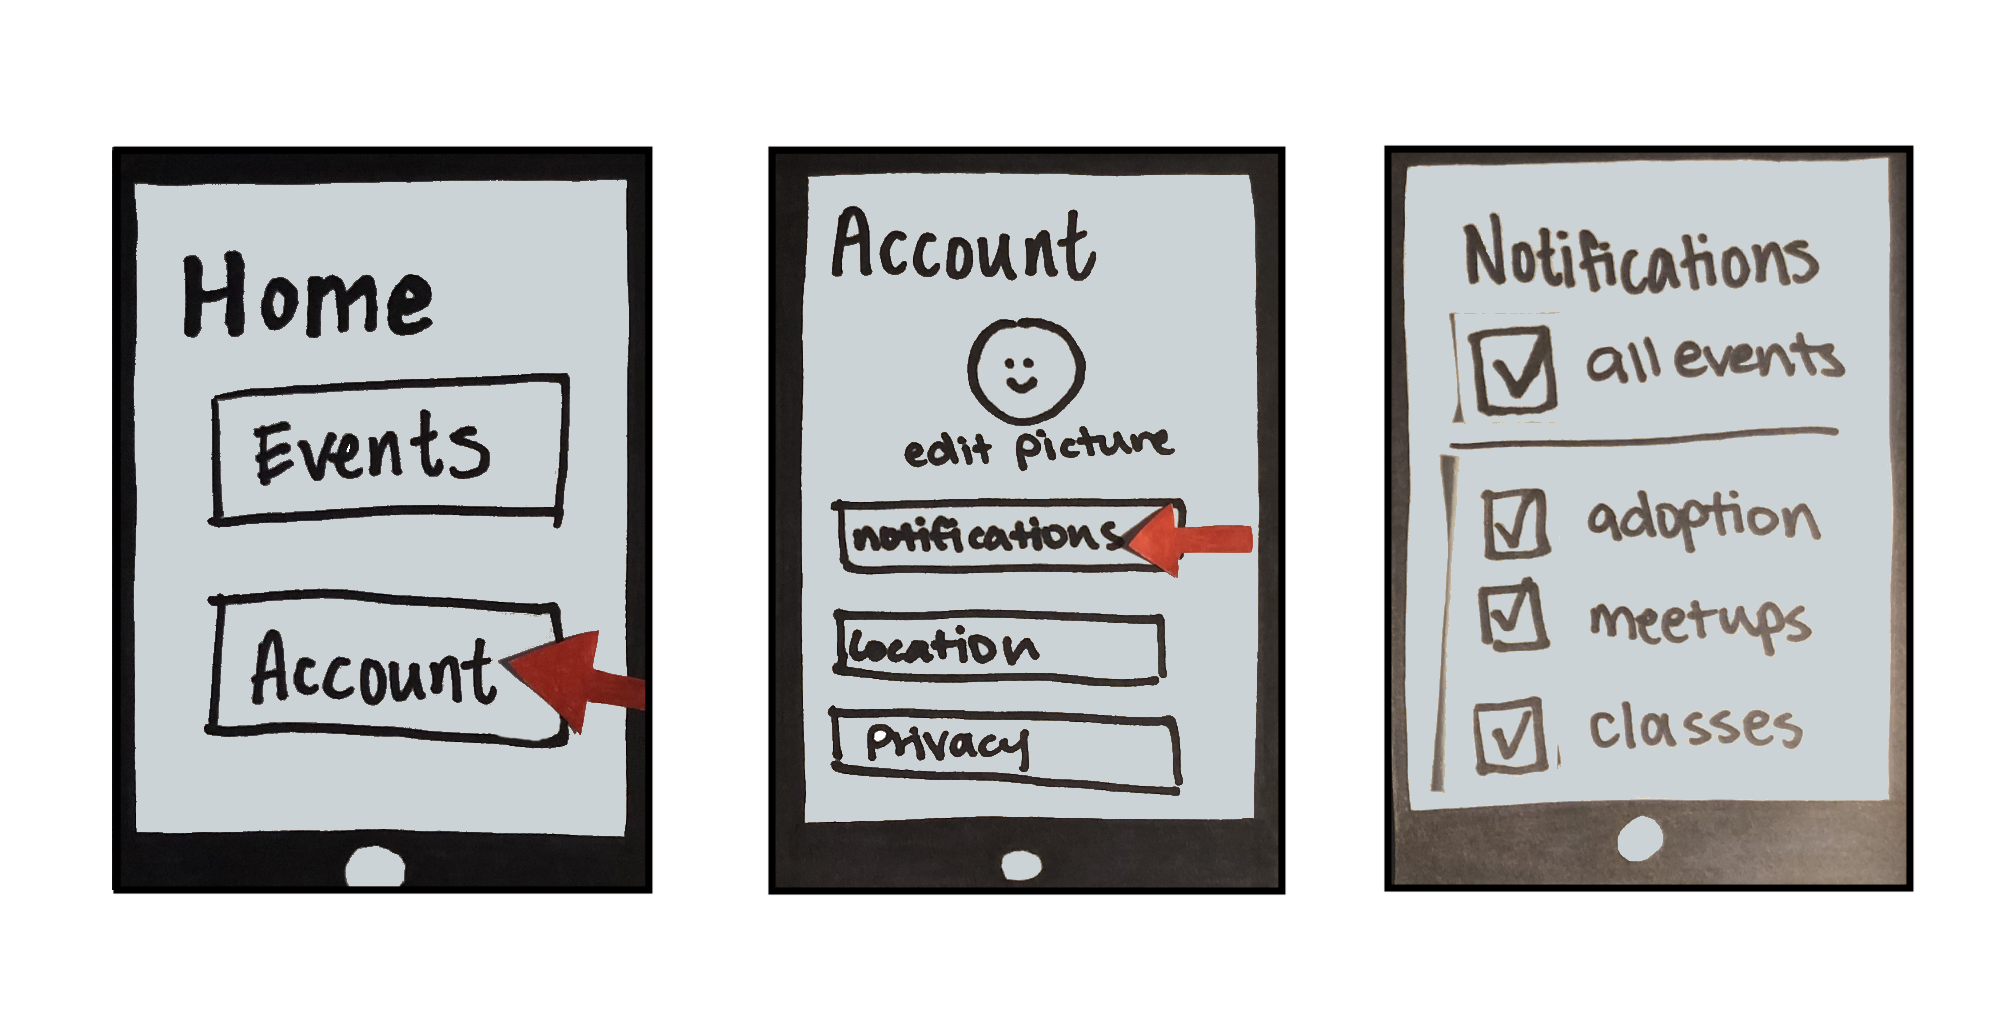 Home
Events
Account
Account
edit picture
notifications
Location
Privacy
Notifications
all events
adoption
meetups
classes